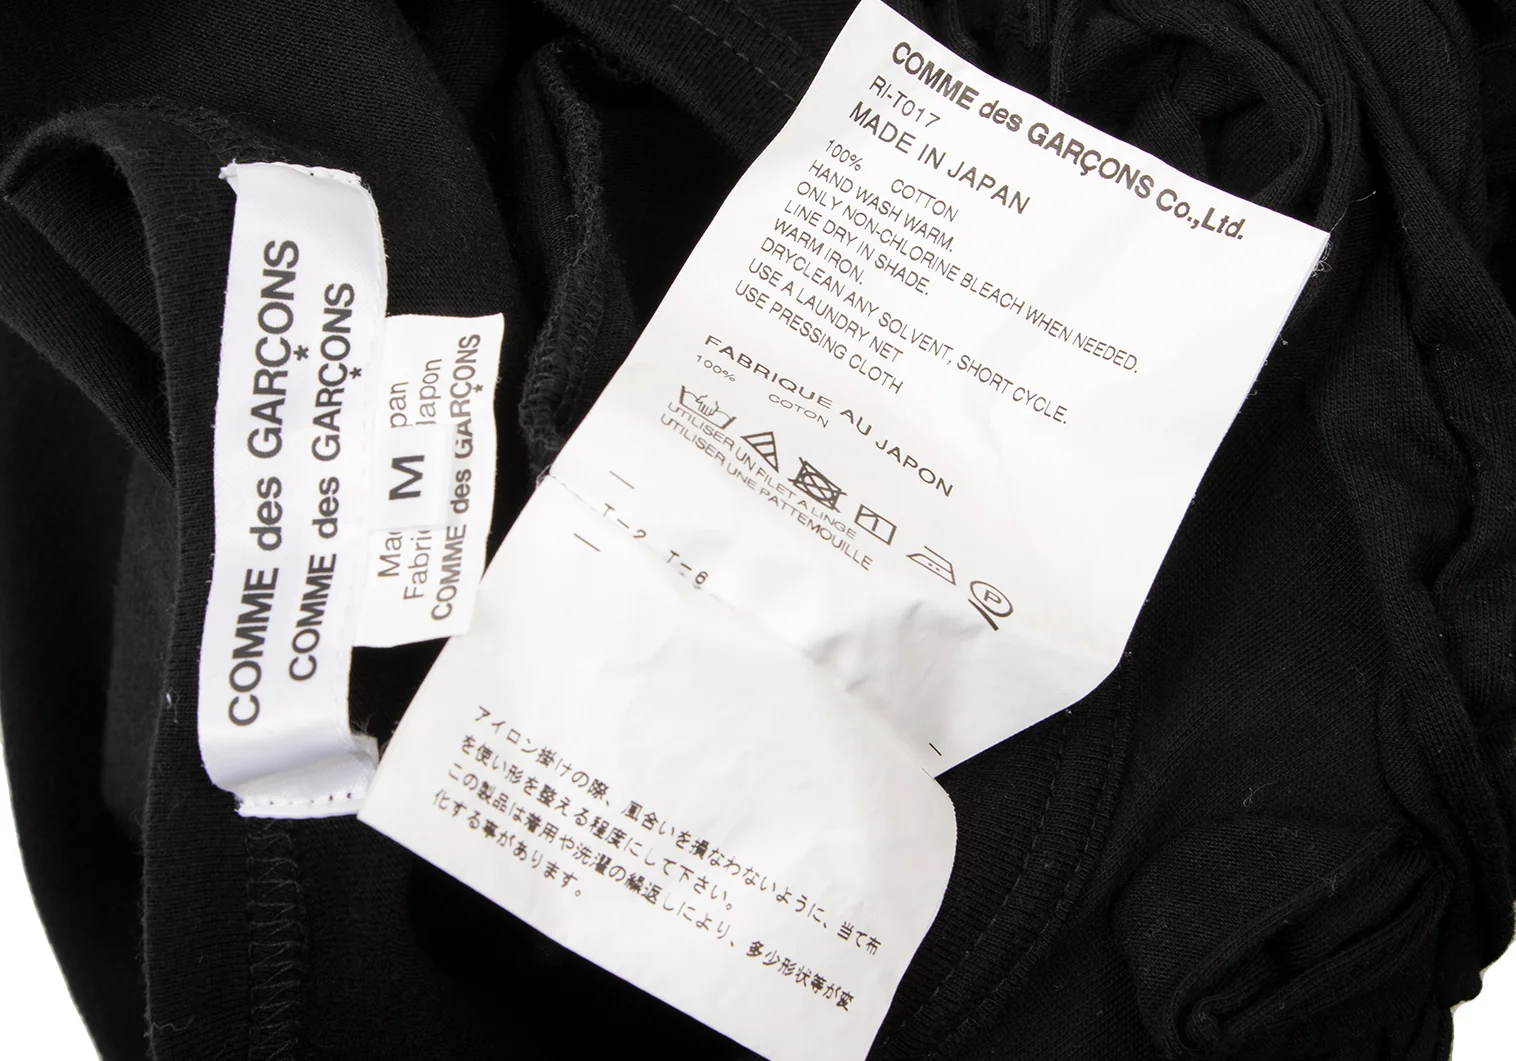 COMME des GARÇONS
COMME des GARÇONS
M
pan
Japon
Mad
Fabri
COMME des GARÇONS
COMME des GARÇONS Co.,Ltd.
RI-T017
MADE IN JAPAN
100% COTTON
HAND WASH WARM.
ONLY NON-CHLORINE BLEACH WHEN NEEDED.
LINE DRY IN SHADE.
WARM IRON.
DRYCLEAN ANY SOLVENT, SHORT CYCLE.
USE A LAUNDRY NET
USE PRESSING CLOTH
FABRIQUE AU JAPON
100% COTON
P
UTILISER UN FILET A LINGE
UTILISER UNE PATTEMOUILLE
T-2 T-6
アイロン掛けの際、風合いを損なわないように、当て布
を使い形を整える程度にして下さい。
この製品は着用や洗濯の繰返しにより、多少形状等が変
化する事があります。